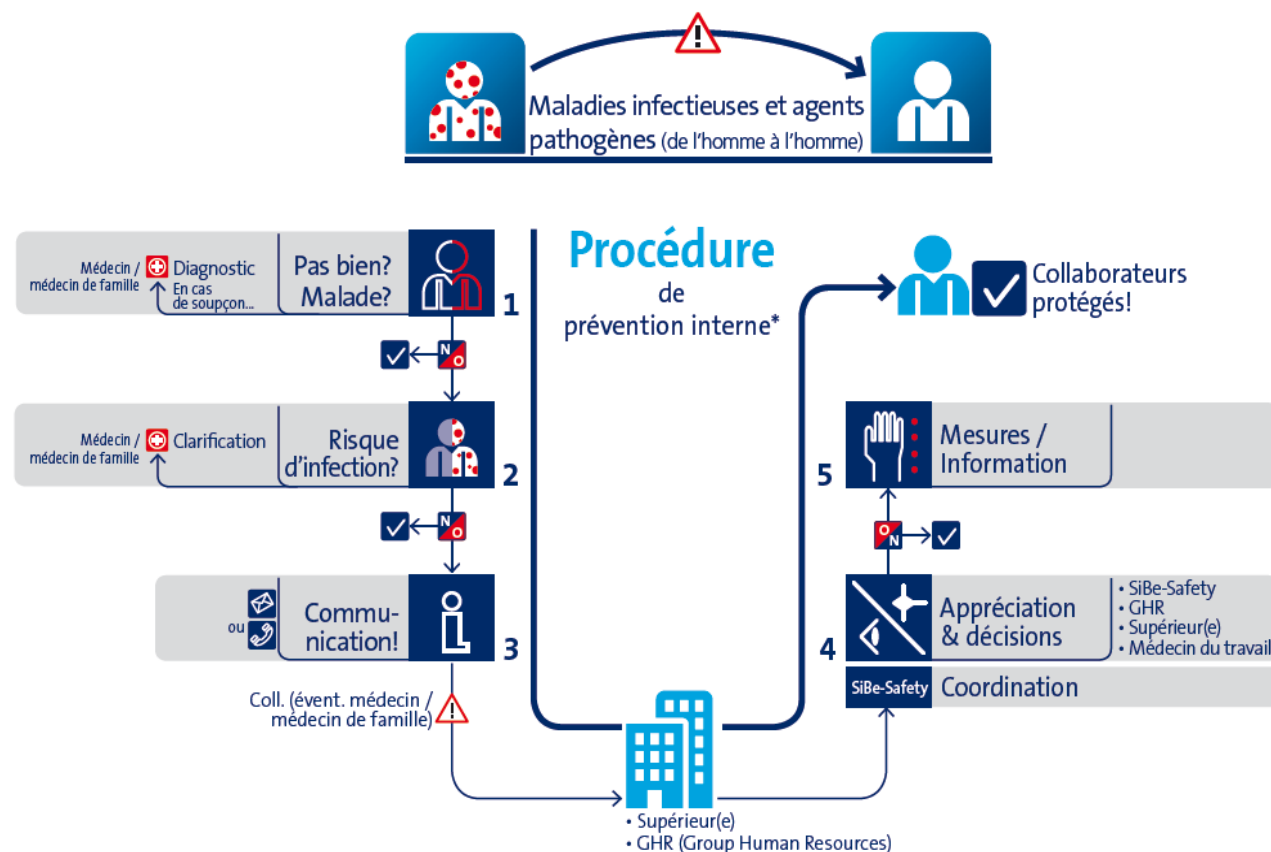 Maladies infectieuses et agents
pathogènes (de l'homme à l'homme)
Procédure
de
prévention interne*
Médecin /
médecin de famille
Diagnostic
En cas
de soupçon...
Pas bien?
Malade?
1
N
O
Médecin /
médecin de famille
Clarification
Risque
d'infection?
2
N
O
ou
Commu-
nication!
3
Coll. (évent. médecin /
médecin de famille)
• Supérieur(e)
• GHR (Group Human Resources)
SiBe-Safety
Coordination
4
Appréciation
& décisions
• SiBe-Safety
• GHR
• Supérieur(e)
• Médecin du travail
O
N
5
Mesures /
Information
Collaborateurs
protégés!